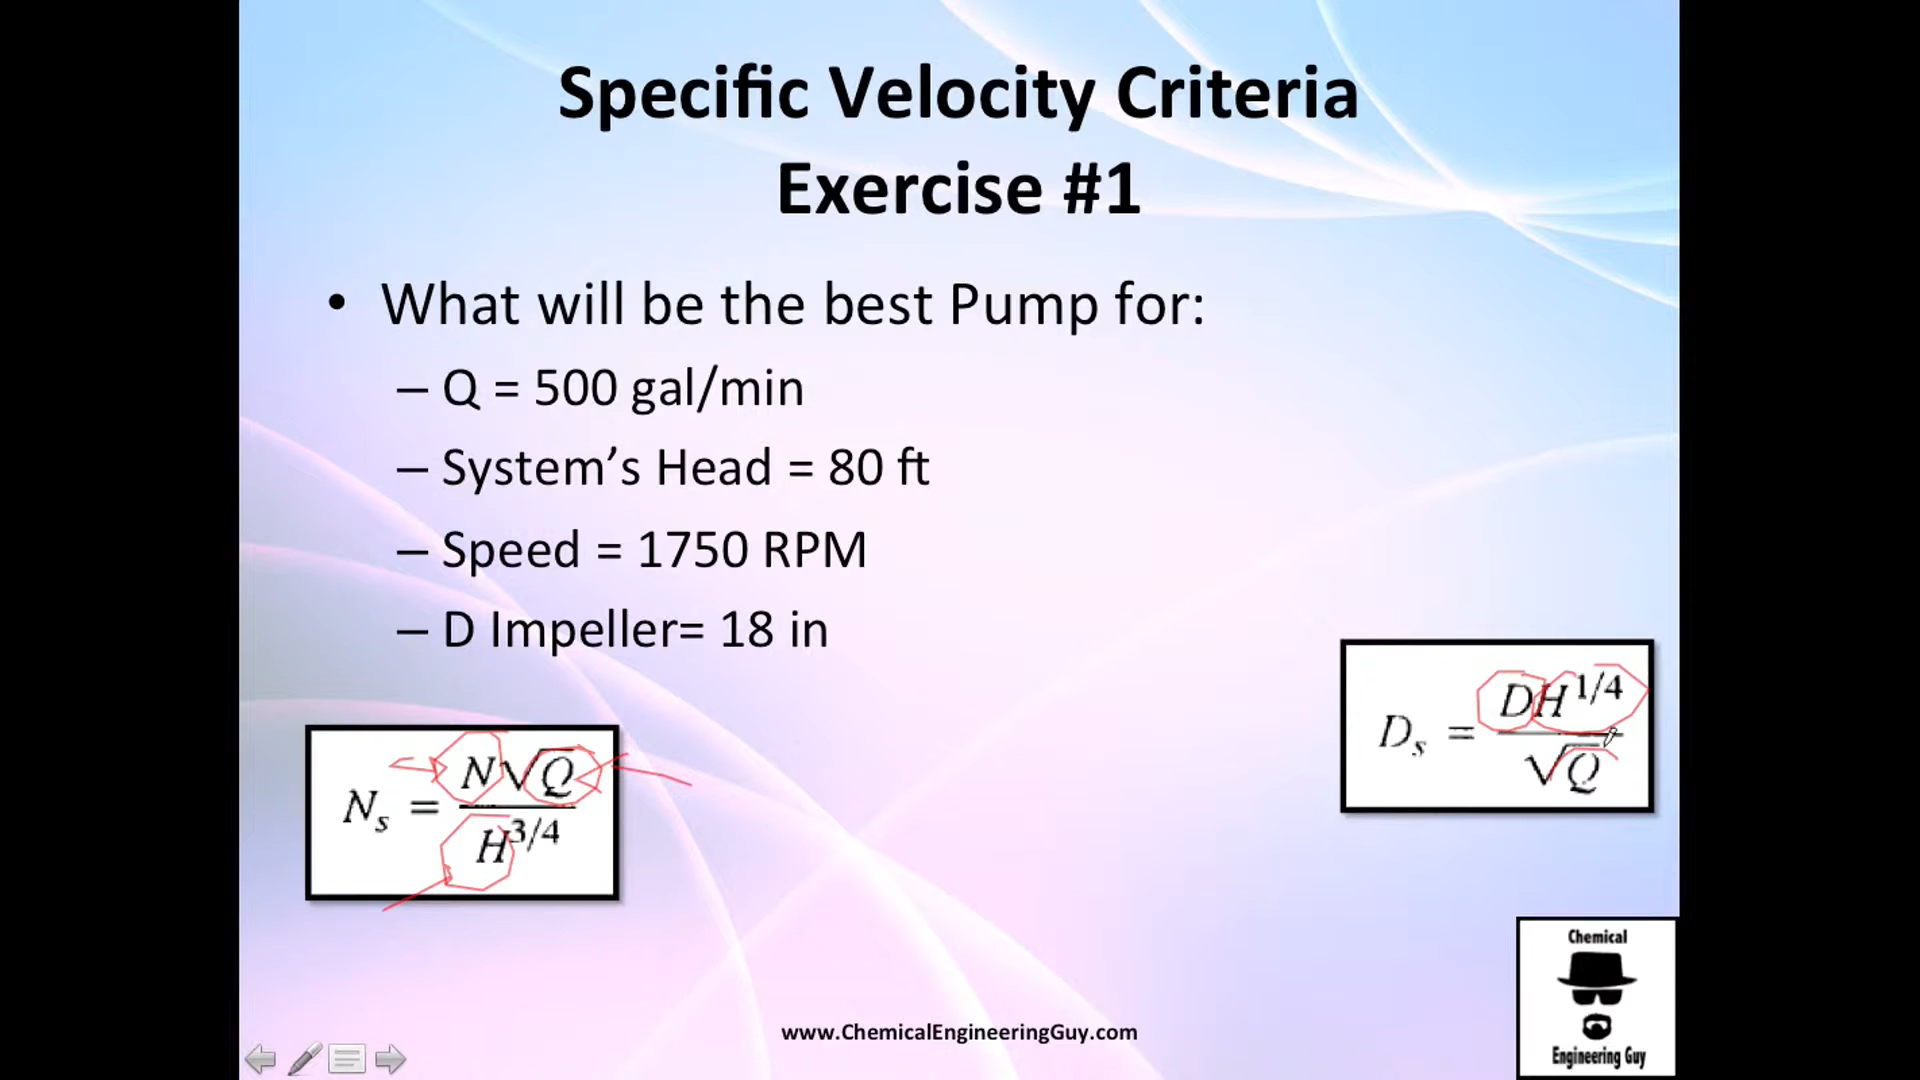 Specific Velocity Criteria
Exercise #1
• What will be the best Pump for:
– Q = 500 gal/min
– System’s Head = 80 ft
– Speed = 1750 RPM
– D Impeller= 18 in
D_s = DH^{1/4} / √Q
N_s = N√Q / H^{3/4}
Chemical
Engineering Guy
www.ChemicalEngineeringGuy.com